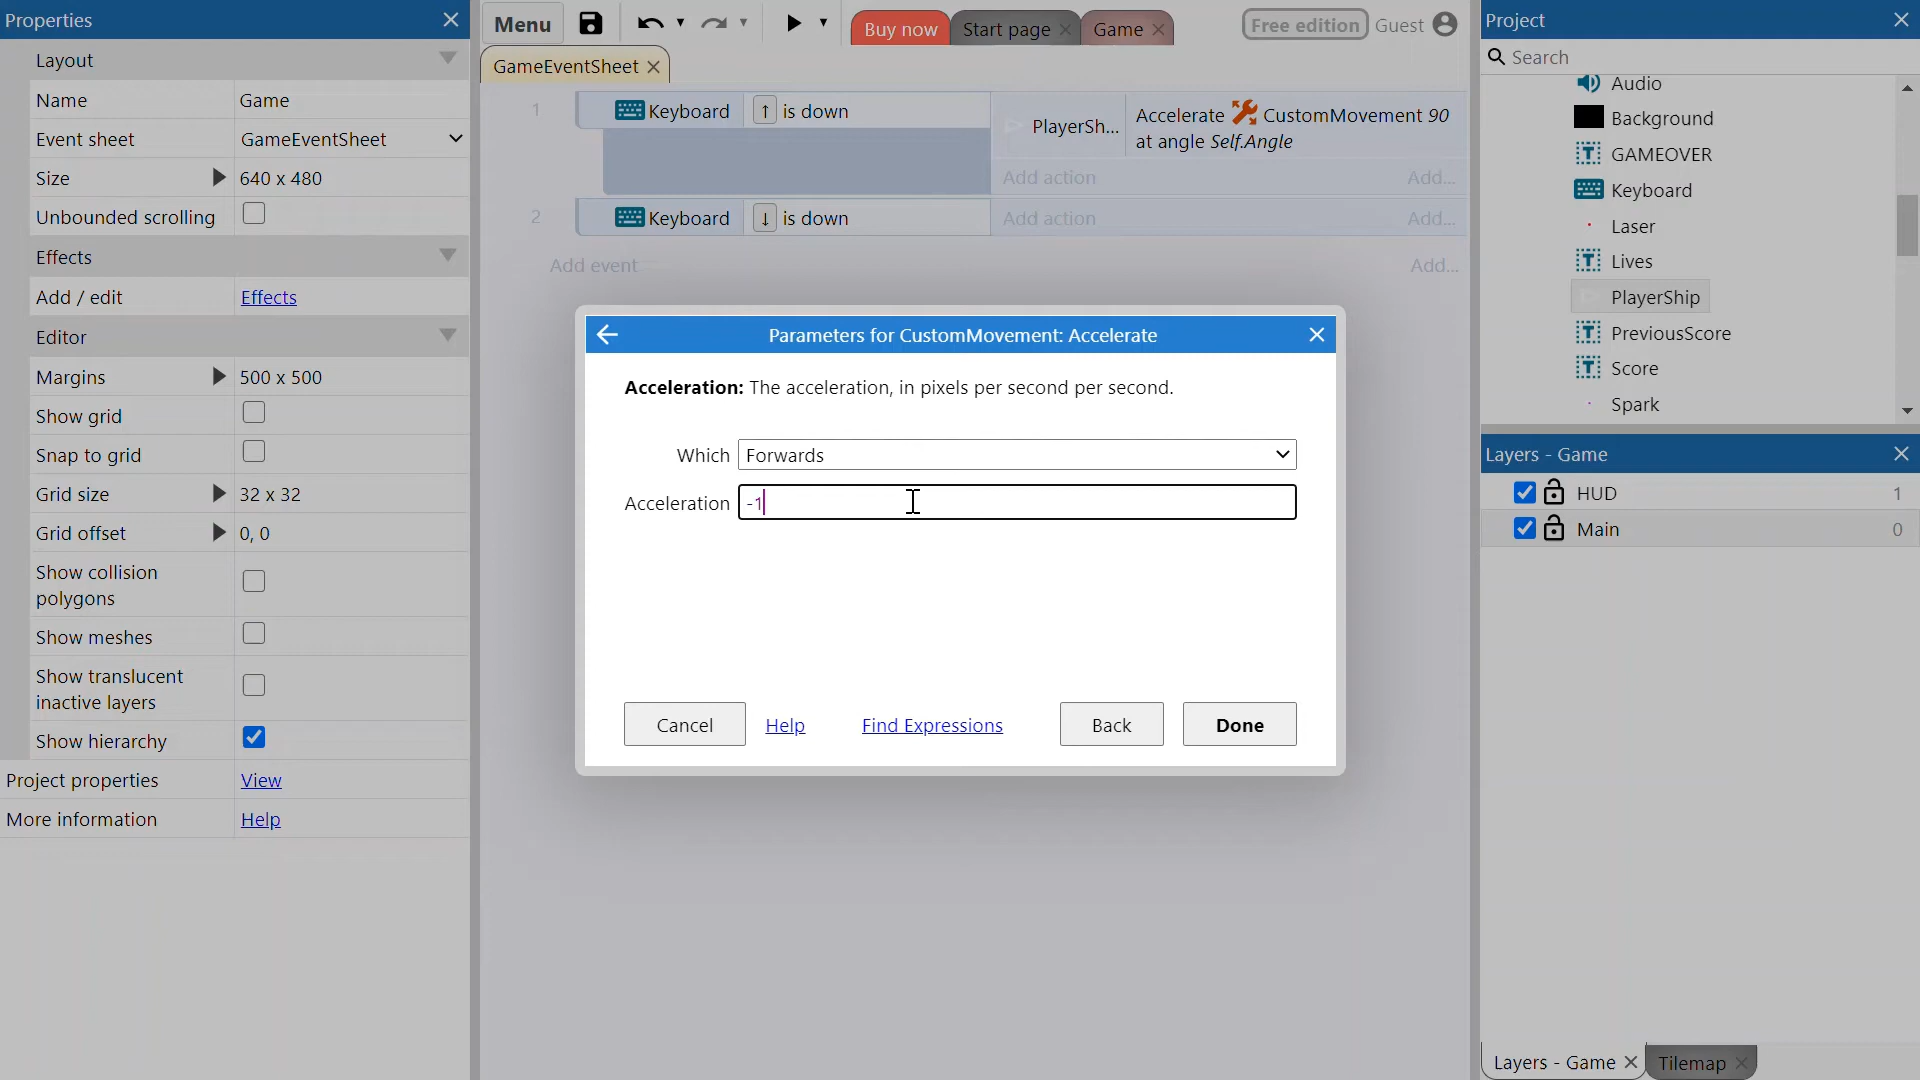 Properties
Layout
Name Game
Event sheet GameEventSheet
Size 640 x 480
Unbounded scrolling
Effects
Add / edit Effects
Editor
Margins 500 x 500
Show grid
Snap to grid
Grid size 32 x 32
Grid offset 0, 0
Show collision
polygons
Show meshes
Show translucent
inactive layers
Show hierarchy
Project properties View
More information Help
Menu
Buy now
Start page
Game
Free edition
Guest
GameEventSheet
1
Keyboard ↑ is down
PlayerSh...
Accelerate CustomMovement 90
at angle Self.Angle
Add action Add...
2
Keyboard ↓ is down
Add action Add...
Add event Add...
Parameters for CustomMovement: Accelerate
Acceleration: The acceleration, in pixels per second per second.
Which Forwards
Acceleration -1
Cancel
Help
Find Expressions
Back
Done
Project
Search
Audio
Background
GAMEOVER
Keyboard
Laser
Lives
PlayerShip
PreviousScore
Score
Spark
Layers - Game
HUD 1
Main 0
Layers - Game
Tilemap